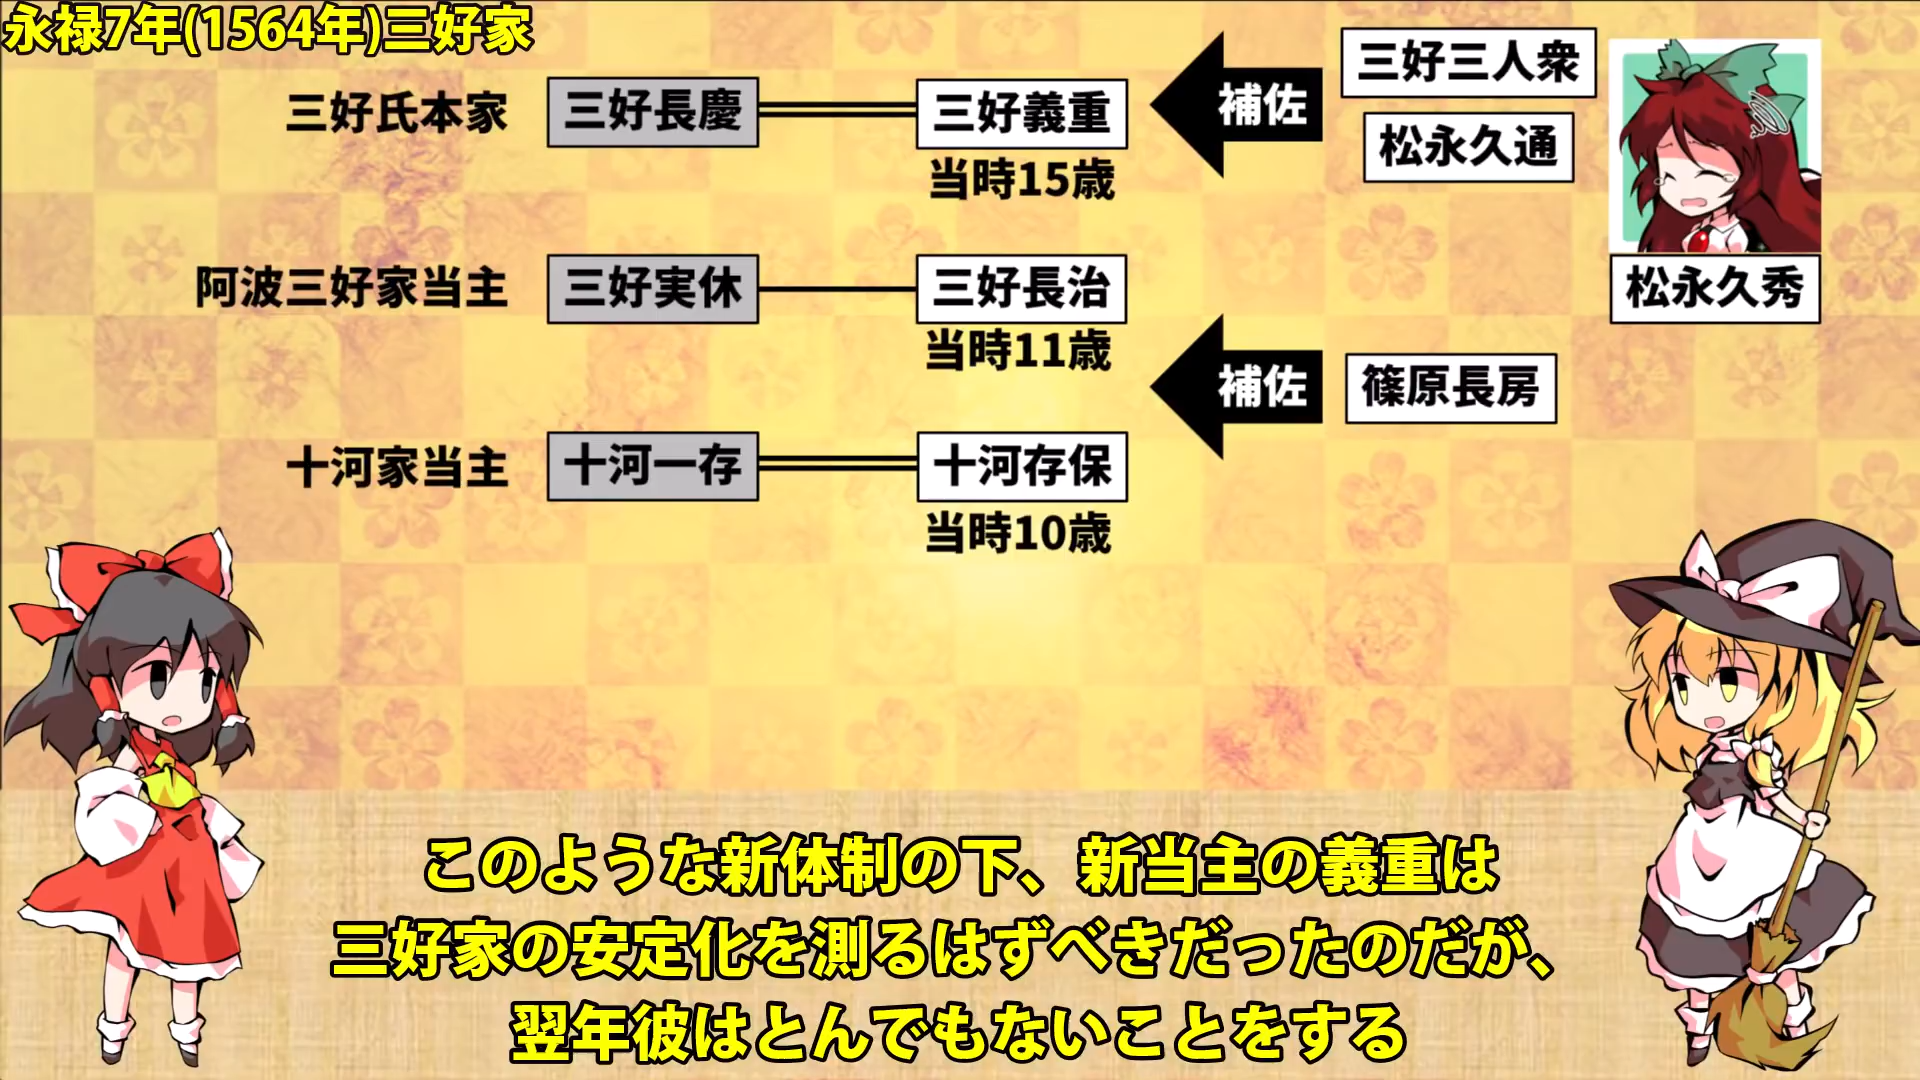 永禄7年(1564年)三好家
三好氏本家
三好長慶
三好義重
当時15歳
補佐
三好三人衆
松永久通
松永久秀
阿波三好家当主
三好実休
三好長治
当時11歳
補佐
篠原長房
十河家当主
十河一存
十河存保
当時10歳
このような新体制の下、新当主の義重は
三好家の安定化を測るはずべきだったのだが、
翌年彼はとんでもないことをする